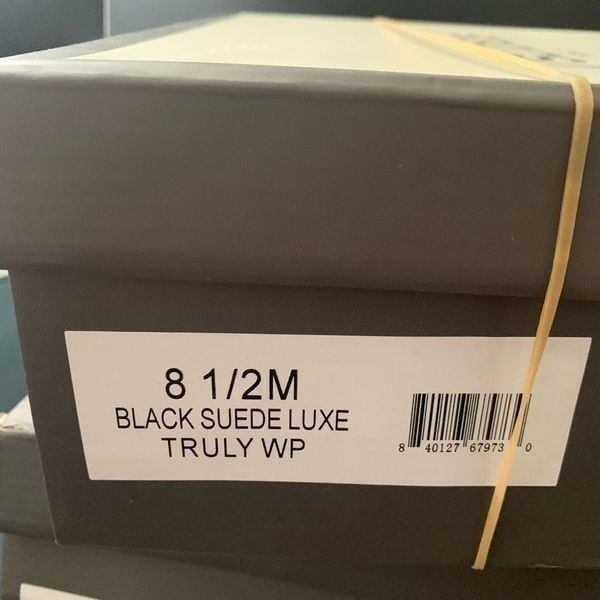 8 1/2M
BLACK SUEDE LUXE
TRULY WP
8 40127 67973 0